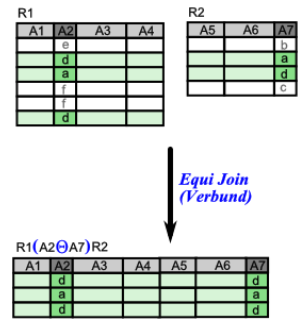 R1
A1 A2 A3 A4
e
d
a
f
f
d
R2
A5 A6 A7
b
a
d
c
Equi Join
(Verbund)
R1(A2ΘA7)R2
A1 A2 A3 A4 A5 A6 A7
d d
a a
d d